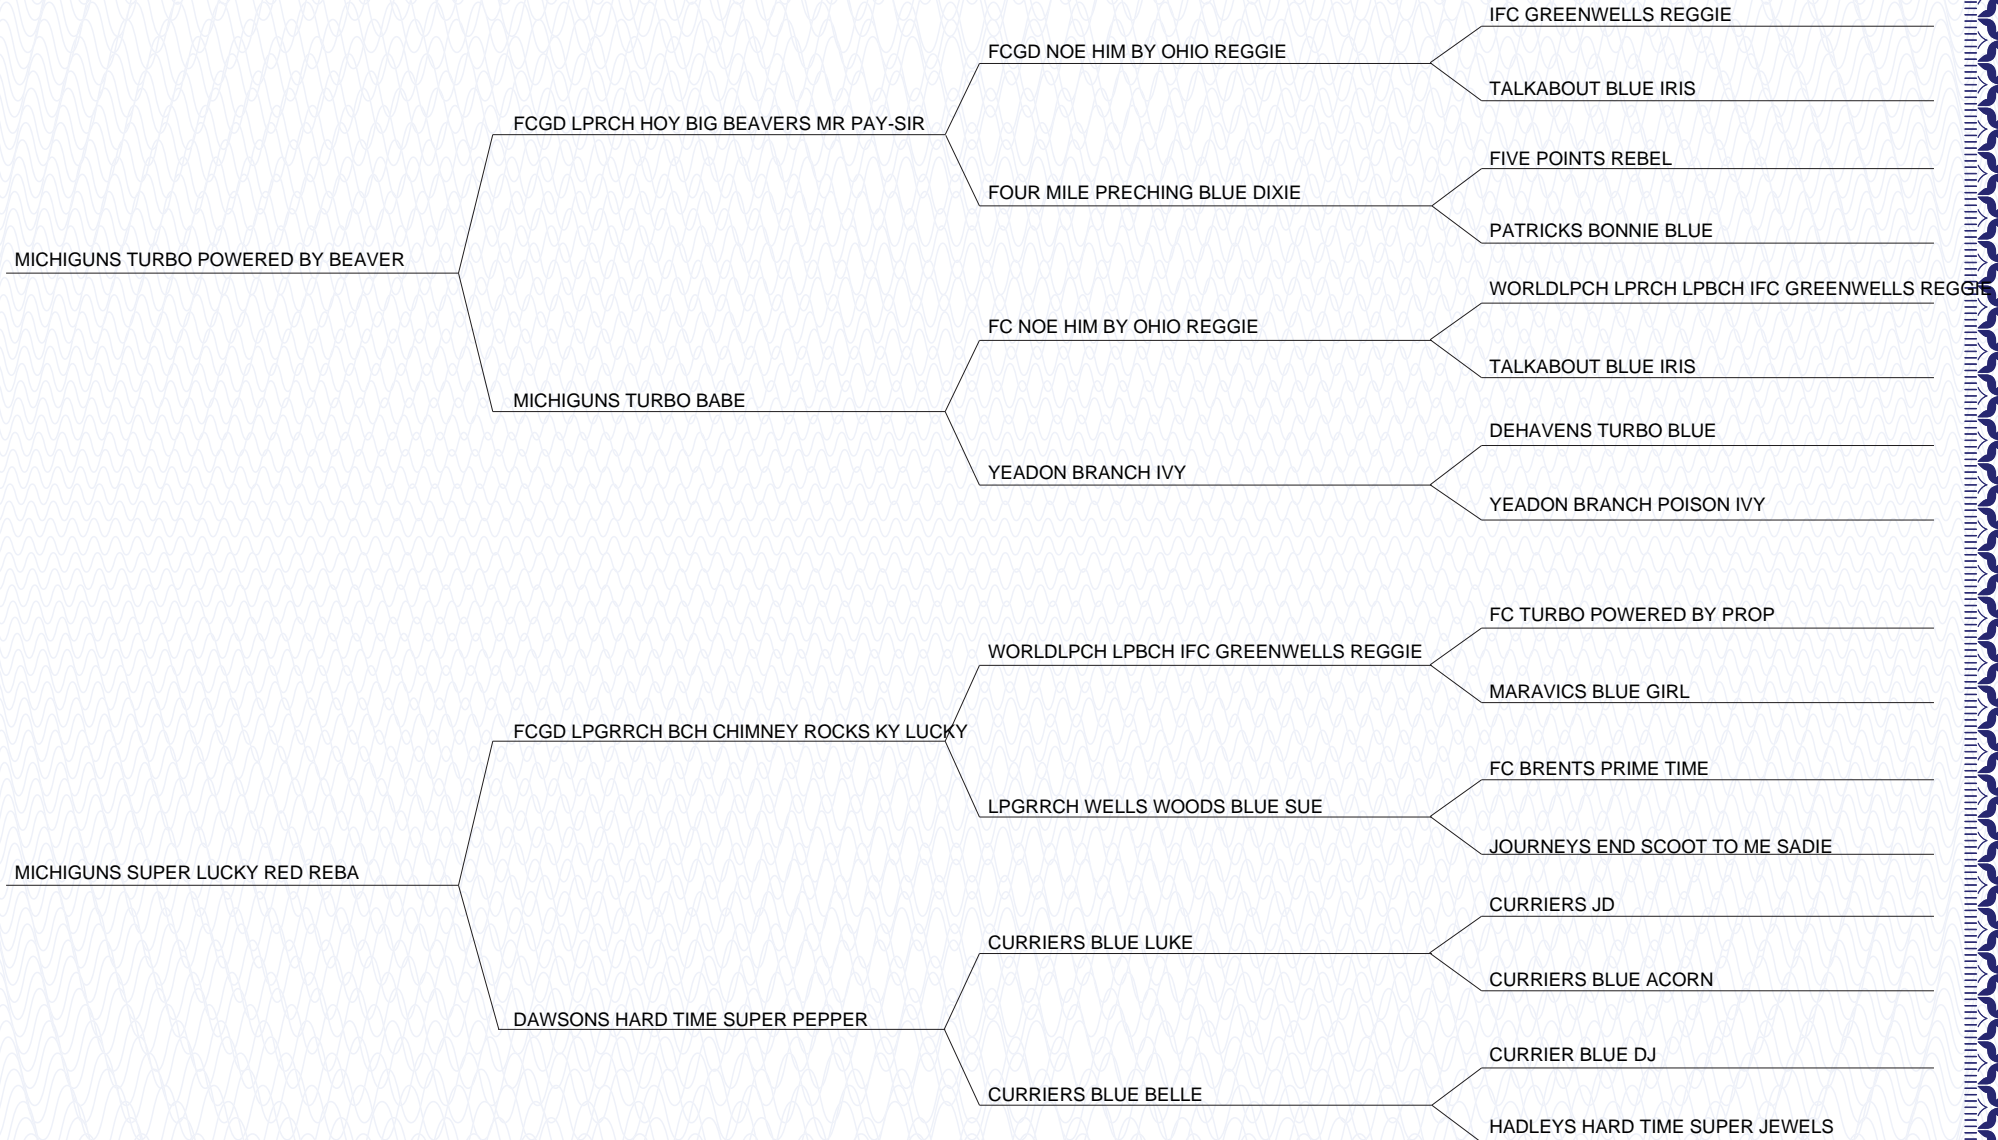 IFC GREENWELLS REGGIE
FCGD NOE HIM BY OHIO REGGIE
TALKABOUT BLUE IRIS
FCGD LPRCH HOY BIG BEAVERS MR PAY-SIR
FIVE POINTS REBEL
FOUR MILE PRECHING BLUE DIXIE
PATRICKS BONNIE BLUE
MICHIGUNS TURBO POWERED BY BEAVER
WORLDLPCH LPRCH LPBCH IFC GREENWELLS REGGIE
FC NOE HIM BY OHIO REGGIE
TALKABOUT BLUE IRIS
MICHIGUNS TURBO BABE
DEHAVENS TURBO BLUE
YEADON BRANCH IVY
YEADON BRANCH POISON IVY
FC TURBO POWERED BY PROP
WORLDLPCH LPBCH IFC GREENWELLS REGGIE
MARAVICS BLUE GIRL
FCGD LPGRRCH BCH CHIMNEY ROCKS KY LUCKY
FC BRENTS PRIME TIME
LPGRRCH WELLS WOODS BLUE SUE
JOURNEYS END SCOOT TO ME SADIE
MICHIGUNS SUPER LUCKY RED REBA
CURRIERS JD
CURRIERS BLUE LUKE
CURRIERS BLUE ACORN
DAWSONS HARD TIME SUPER PEPPER
CURRIER BLUE DJ
CURRIERS BLUE BELLE
HADLEYS HARD TIME SUPER JEWELS